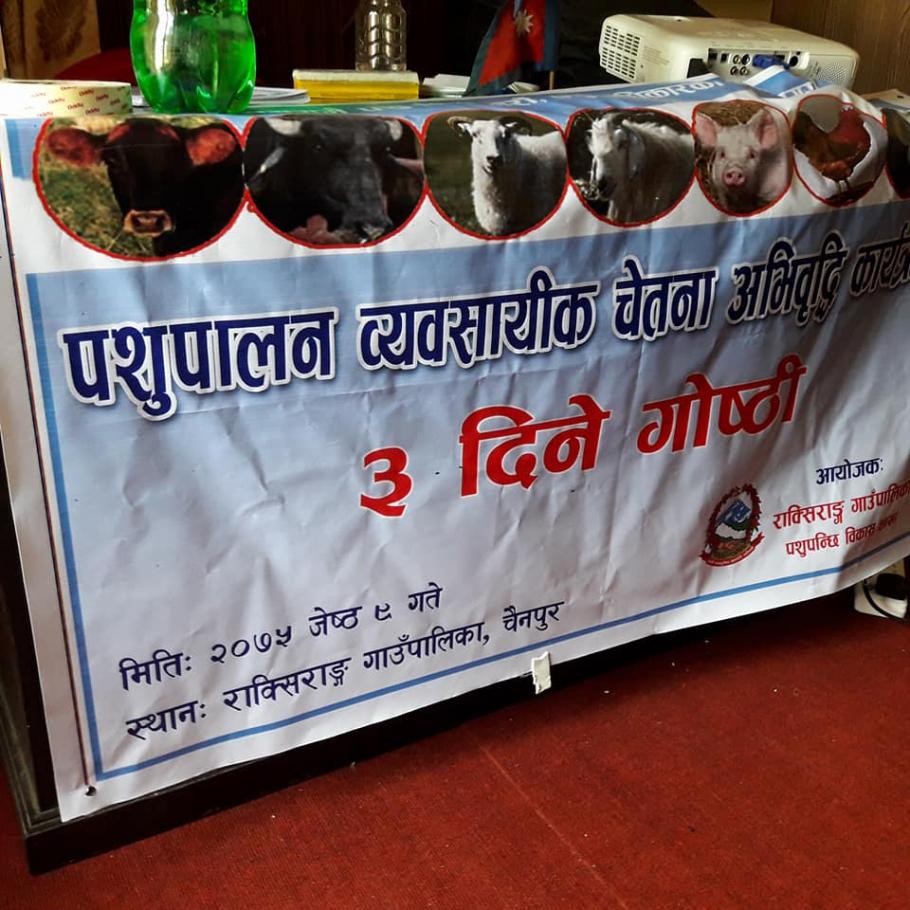 पशुपालन व्यवसायीक चेतना अभिवृद्धि
३ दिने गोष्ठी
आयोजक:
राक्सिराङ्ग गाउँपालिका
पशुपन्छि विकास
मितिः २०७५ जेष्ठ ९ गते
स्थानः राक्सिराङ्ग गाउँपालिका, चैनपुर